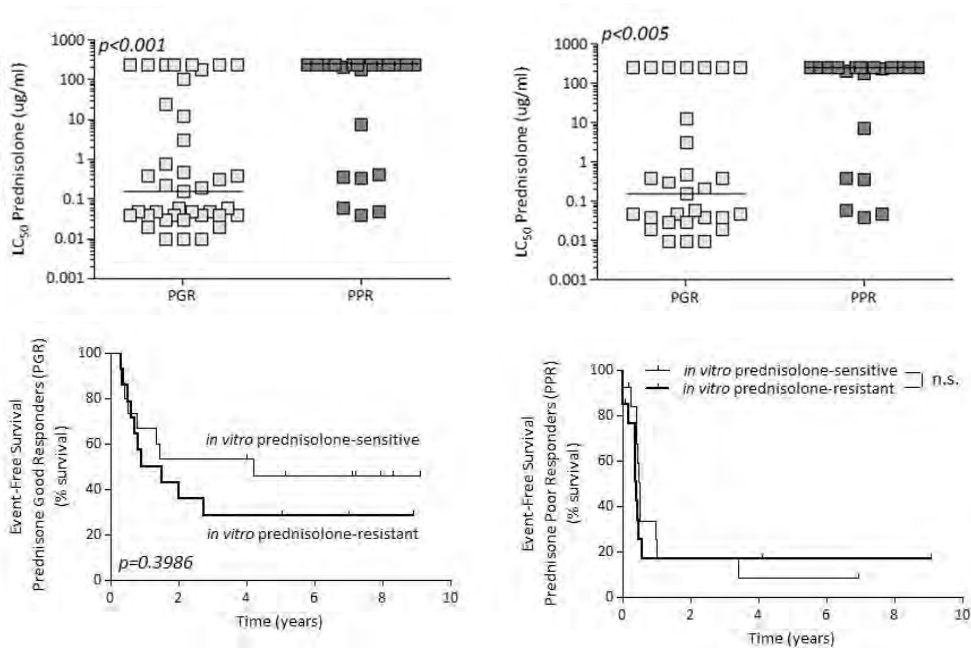 p<0.001
LC50 Prednisolone (ug/ml)
1000
100
10
1
0.1
0.01
0.001
PGR
PPR
p<0.005
LC50 Prednisolone (ug/ml)
1000
100
10
1
0.1
0.01
0.001
PGR
PPR
Event-Free Survival
Prednisone Good Responders (PGR)
(% survival)
100
80
60
40
20
0
in vitro prednisolone-sensitive
in vitro prednisolone-resistant
p=0.3986
0 2 4 6 8 10
Time (years)
Event-Free Survival
Prednisone Poor Responders (PPR)
(% survival)
100
80
60
40
20
0
in vitro prednisolone-sensitive
in vitro prednisolone-resistant
n.s.
0 2 4 6 8 10
Time (years)